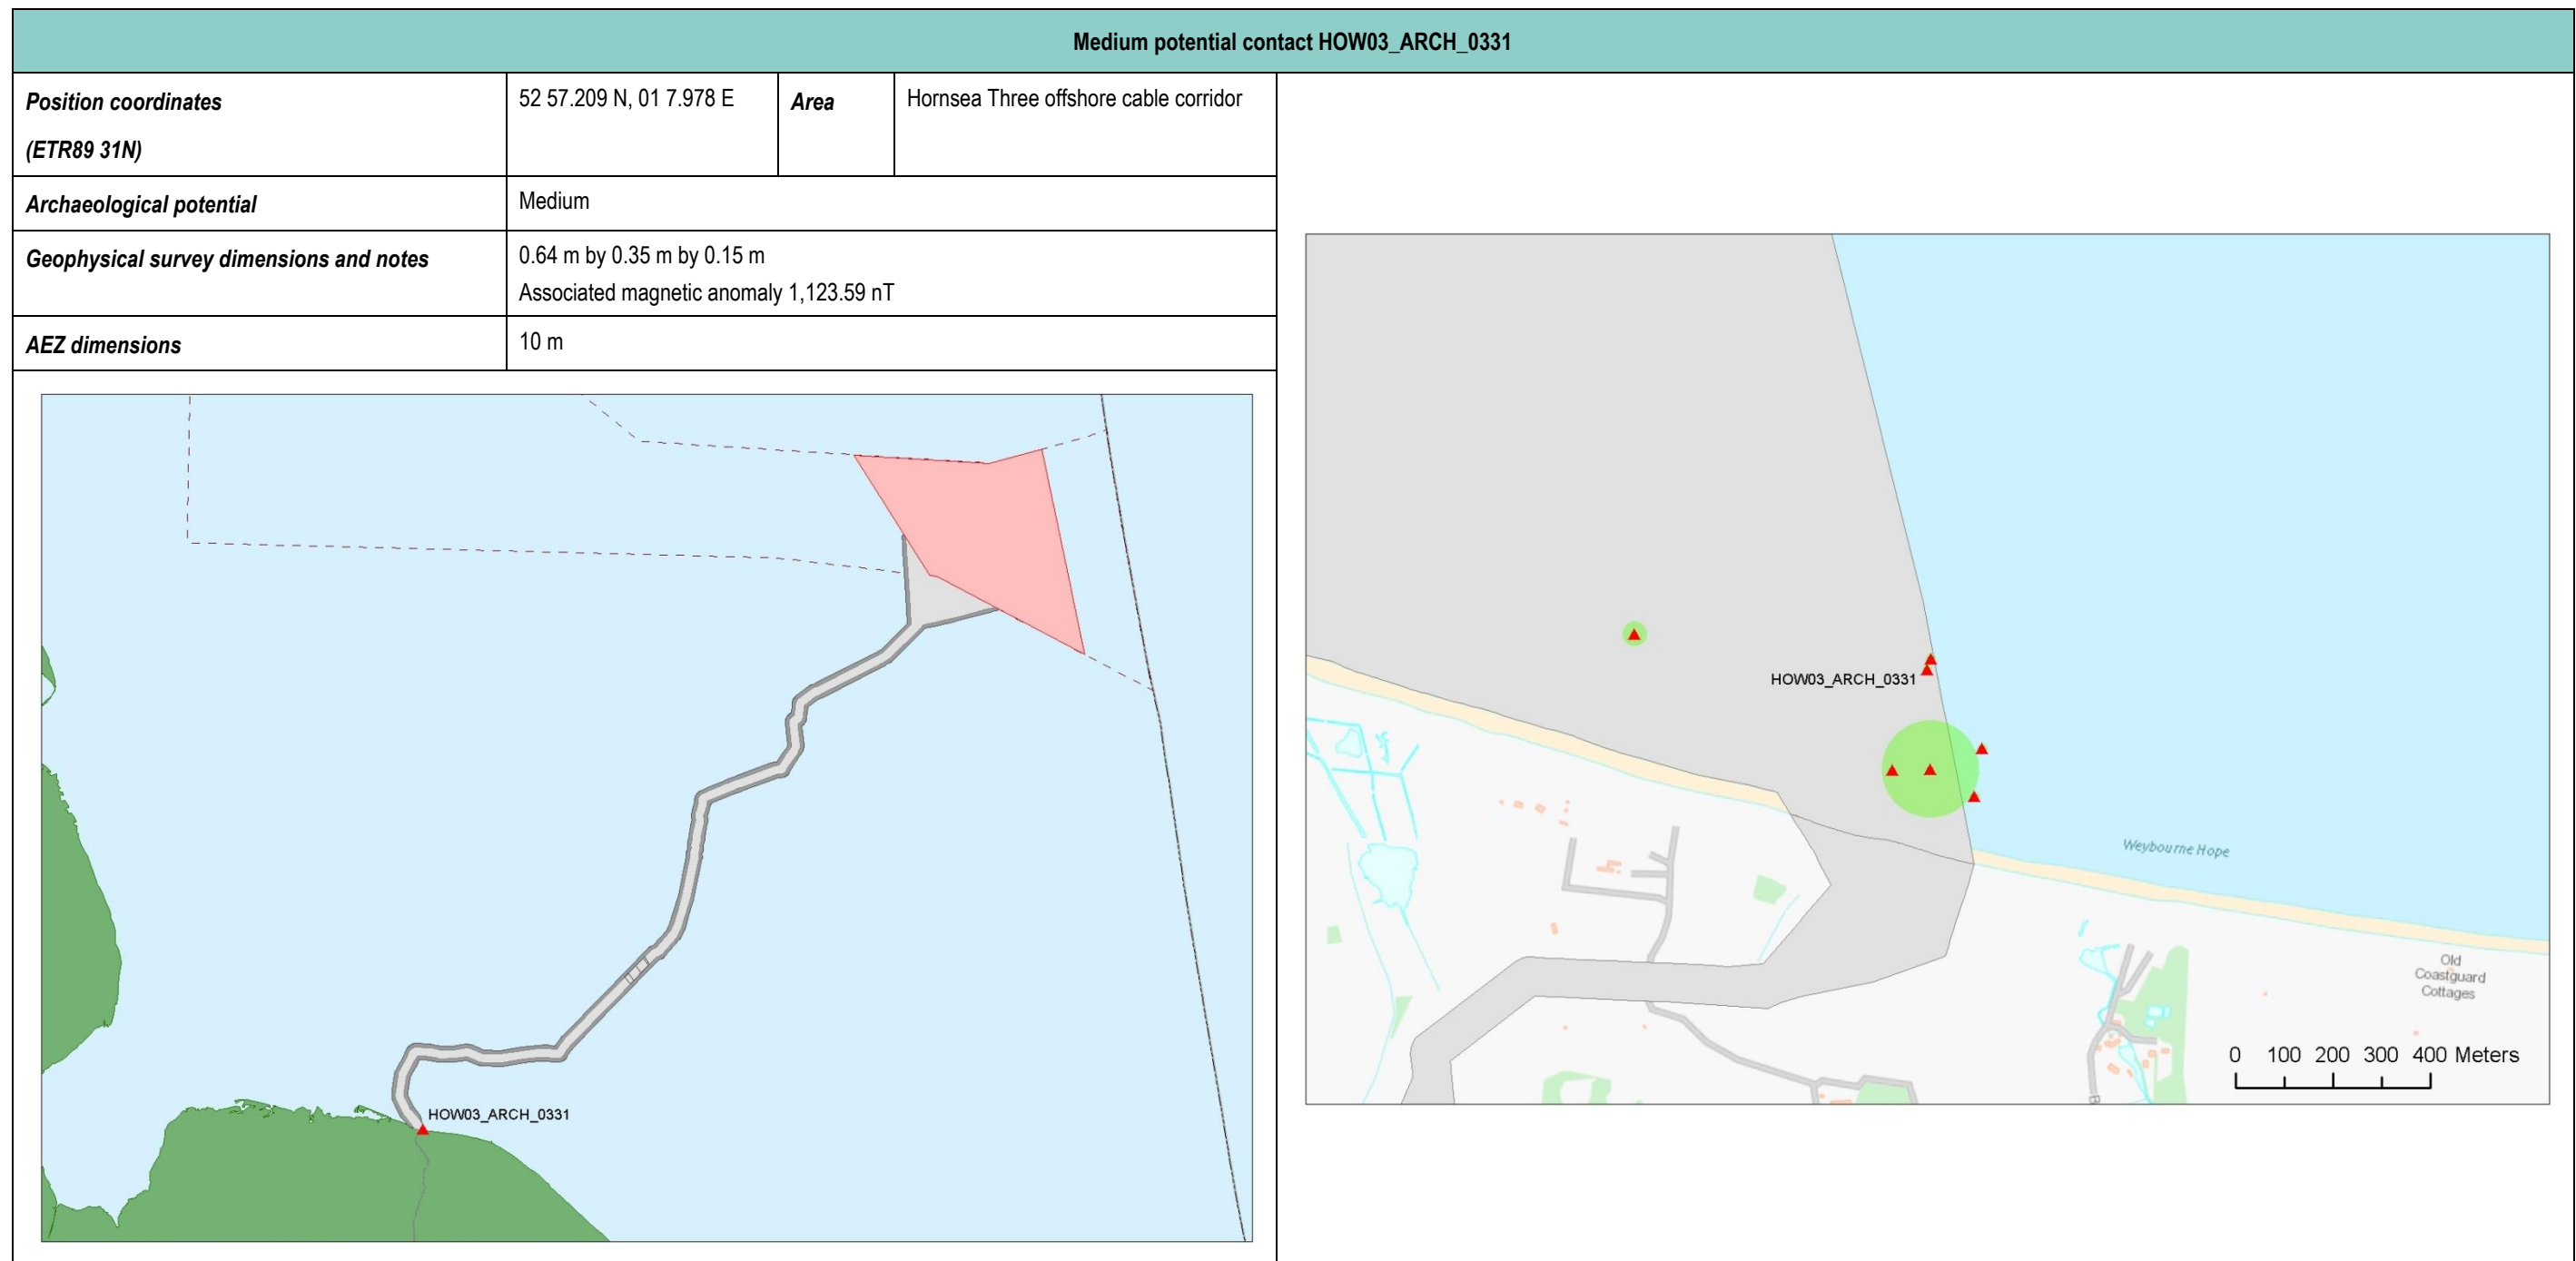 Medium potential contact HOW03_ARCH_0331
Position coordinates
(ETR89 31N)
52 57.209 N, 01 7.978 E
Area
Hornsea Three offshore cable corridor
Archaeological potential
Medium
Geophysical survey dimensions and notes
0.64 m by 0.35 m by 0.15 m
Associated magnetic anomaly 1,123.59 nT
AEZ dimensions
10 m
HOW03_ARCH_0331
HOW03_ARCH_0331
Weybourne Hope
Old
Coastguard
Cottages
0 100 200 300 400 Meters